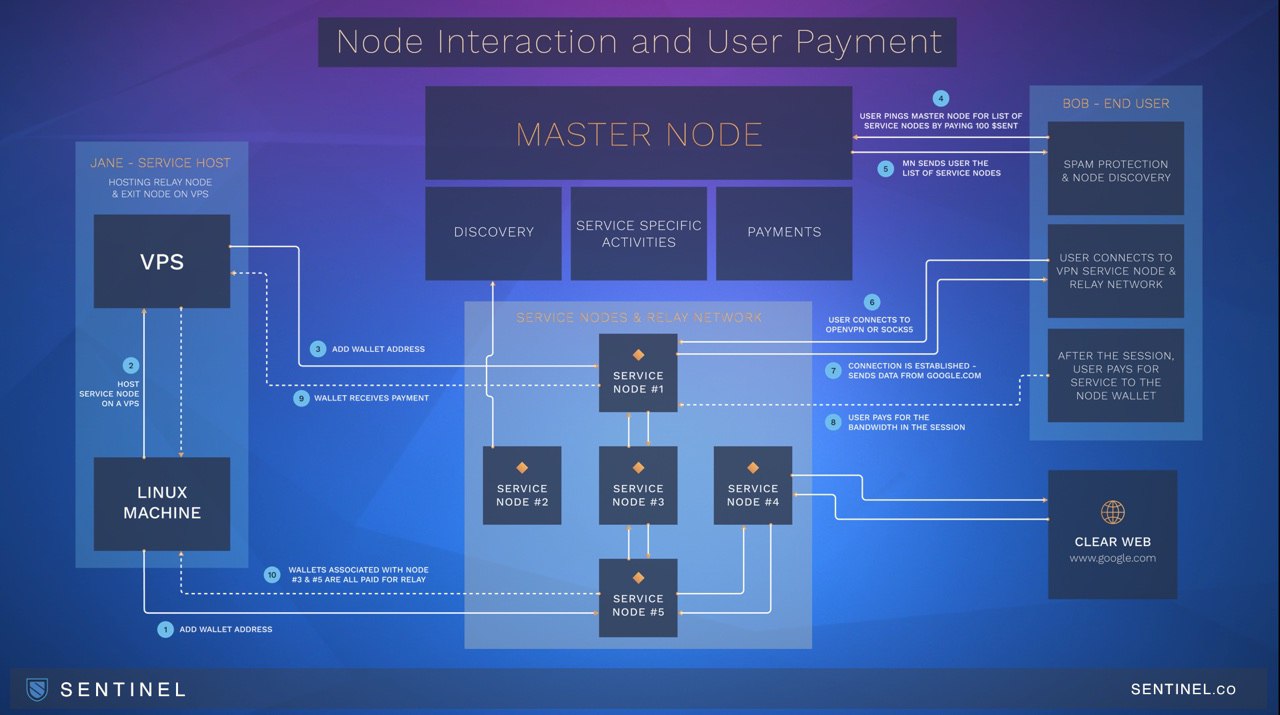 Node Interaction and User Payment
MASTER NODE
DISCOVERY
SERVICE SPECIFIC
ACTIVITIES
PAYMENTS
JANE - SERVICE HOST
HOSTING RELAY NODE
& EXIT NODE ON VPS
VPS
2
HOST
SERVICE NODE
ON A VPS
LINUX
MACHINE
3
ADD WALLET ADDRESS
9
WALLET RECEIVES PAYMENT
10
WALLETS ASSOCIATED WITH NODE
#3 & #5 ARE ALL PAID FOR RELAY
1
ADD WALLET ADDRESS
SERVICE NODES & RELAY NETWORK
SERVICE
NODE #1
SERVICE
NODE #2
SERVICE
NODE #3
SERVICE
NODE #4
SERVICE
NODE #5
4
USER PINGS MASTER NODE FOR LIST OF
SERVICE NODES BY PAYING 100 $SENT
5
MN SENDS USER THE
LIST OF SERVICE NODES
6
USER CONNECTS TO
OPENVPN OR SOCKS5
7
CONNECTION IS ESTABLISHED -
SENDS DATA FROM GOOGLE.COM
8
USER PAYS FOR THE
BANDWIDTH IN THE SESSION
BOB - END USER
SPAM PROTECTION
& NODE DISCOVERY
USER CONNECTS TO
VPN SERVICE NODE &
RELAY NETWORK
AFTER THE SESSION,
USER PAYS FOR
SERVICE TO THE
NODE WALLET
CLEAR WEB
www.google.com
SENTINEL
SENTINEL.CO